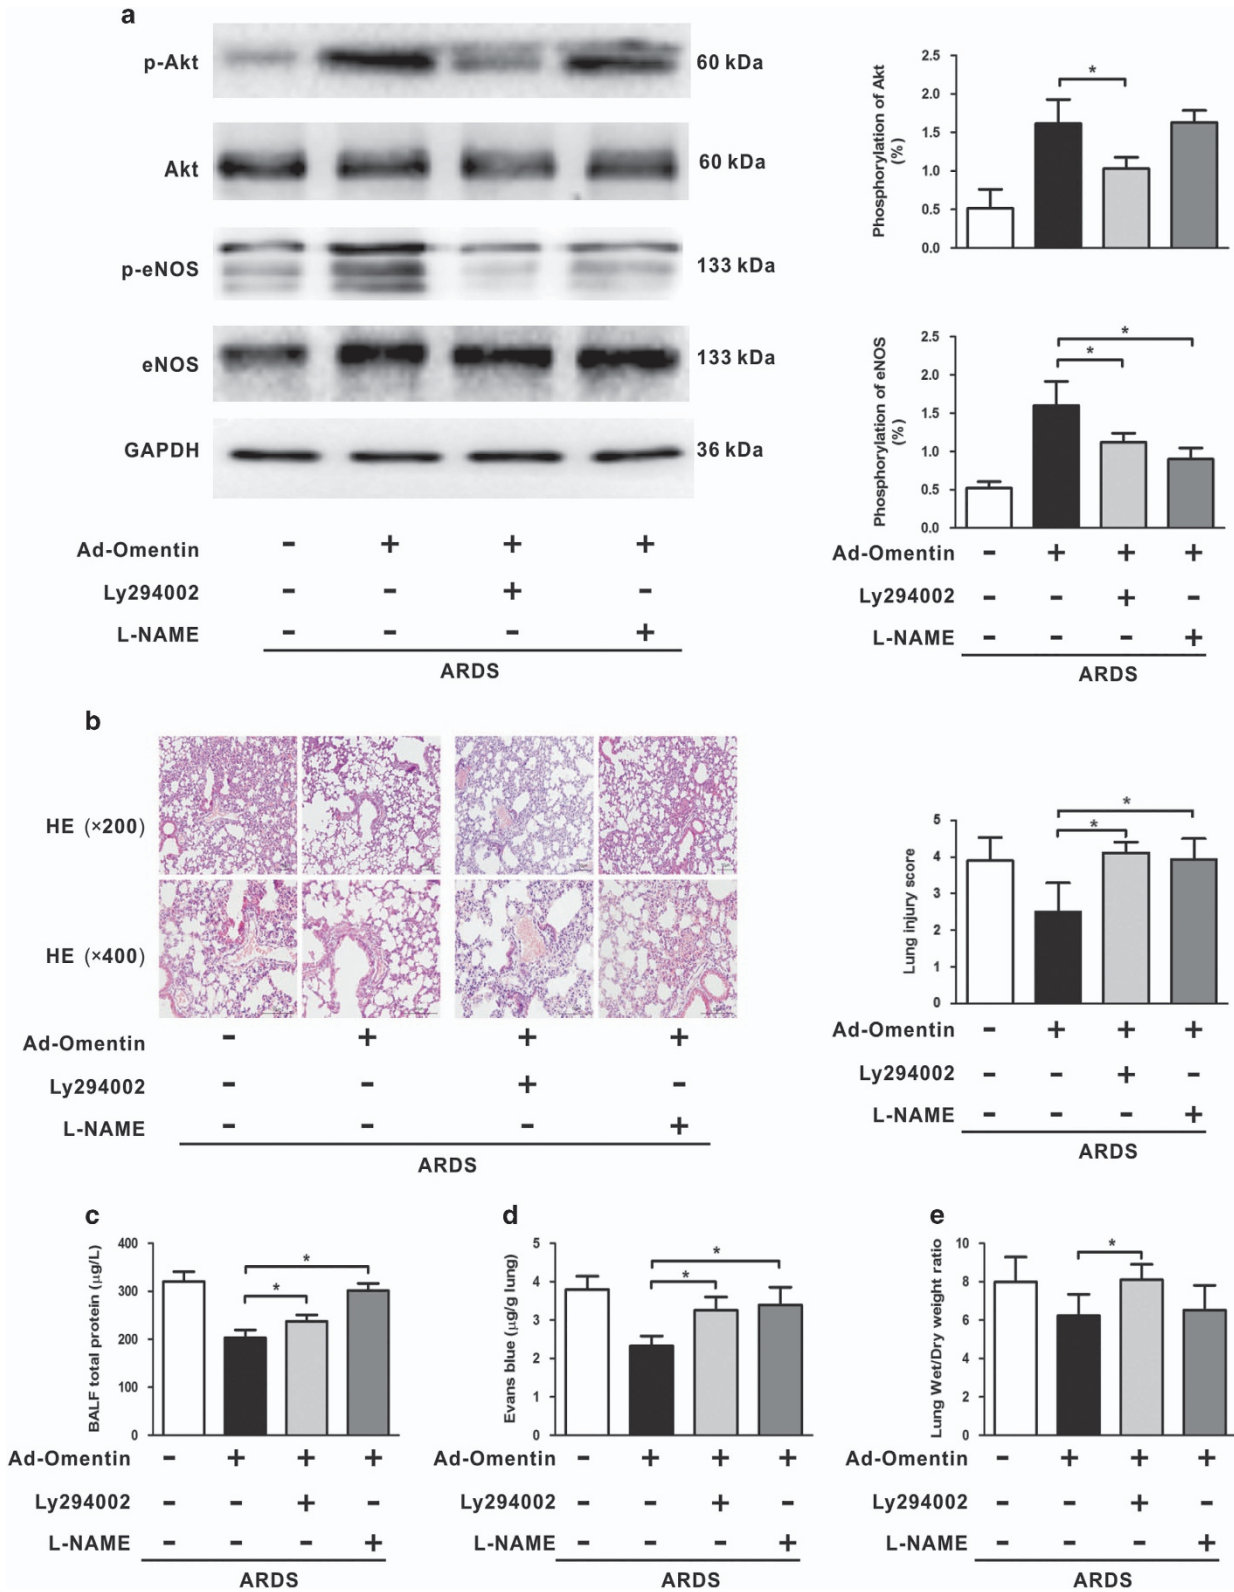 a
p-Akt 60 kDa
Akt 60 kDa
p-eNOS 133 kDa
eNOS 133 kDa
GAPDH 36 kDa
Ad-Omentin - + + +
Ly294002 - - + -
L-NAME - - - +
ARDS
Phosphorylation of Akt
(%)
2.5
2.0
1.5
1.0
0.5
0.0
*
Phosphorylation of eNOS
(%)
2.5
2.0
1.5
1.0
0.5
0.0
*
*
Ad-Omentin - + + +
Ly294002 - - + -
L-NAME - - - +
ARDS
b
HE (×200)
HE (×400)
Ad-Omentin - + + +
Ly294002 - - + -
L-NAME - - - +
ARDS
Lung injury score
5
4
3
2
1
0
*
*
Ad-Omentin - + + +
Ly294002 - - + -
L-NAME - - - +
ARDS
c
BALF total protein (μg/L)
400
300
200
100
0
*
*
Ad-Omentin - + + +
Ly294002 - - + -
L-NAME - - - +
ARDS
d
Evans blue (μg/g lung)
5
4
3
2
1
0
*
*
Ad-Omentin - + + +
Ly294002 - - + -
L-NAME - - - +
ARDS
e
Lung Wet/Dry weight ratio
10
8
6
4
2
0
*
Ad-Omentin - + + +
Ly294002 - - + -
L-NAME - - - +
ARDS